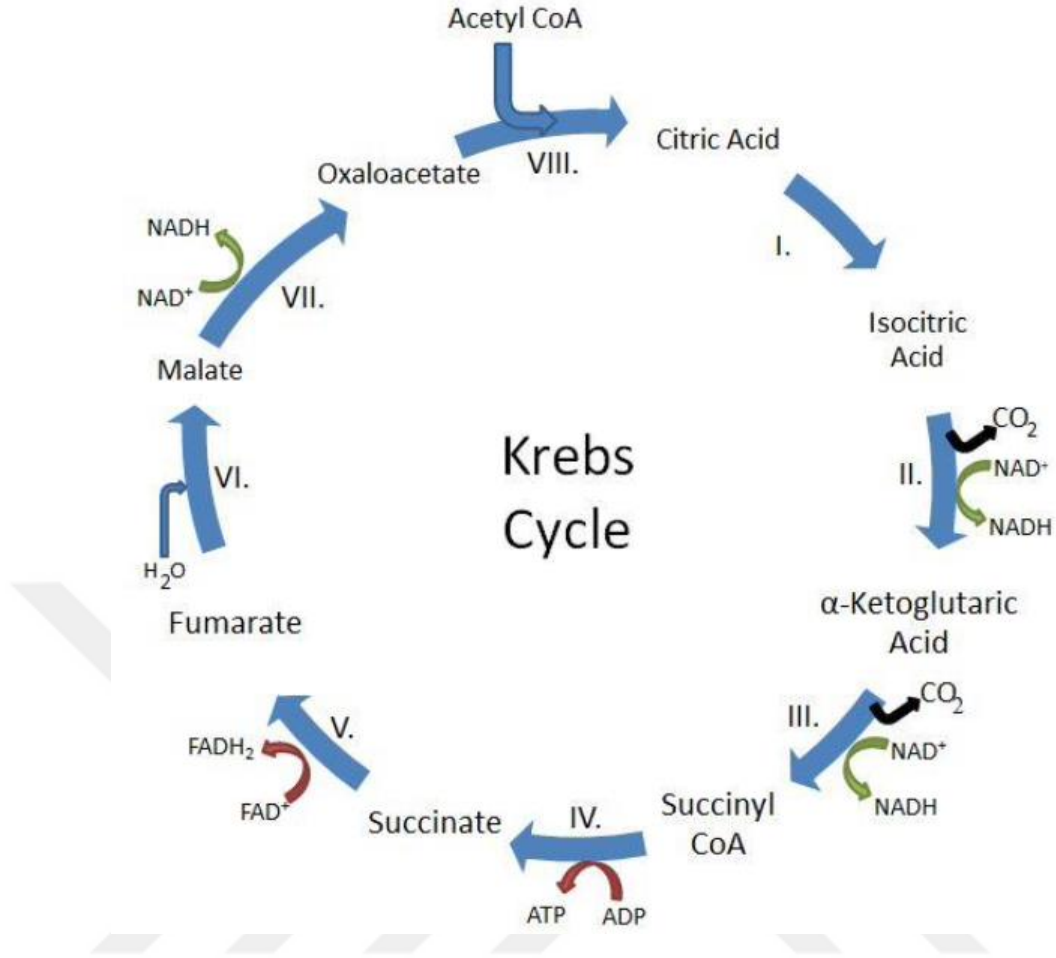 Acetyl CoA
Citric Acid
VIII.
Oxaloacetate
I.
NADH
NAD⁺
VII.
Isocitric
Acid
Malate
CO₂
NAD⁺
II.
NADH
Krebs
Cycle
VI.
H₂O
Fumarate
α-Ketoglutaric
Acid
CO₂
III.
NAD⁺
NADH
V.
FADH₂
FAD⁺
Succinate
IV.
Succinyl
CoA
ATP
ADP